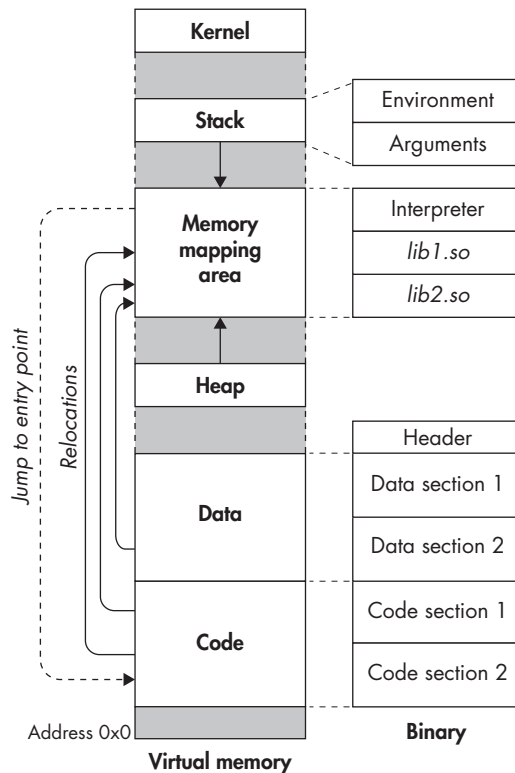 Kernel
Environment
Stack
Arguments
Interpreter
Memory
mapping
area
lib1.so
lib2.so
Jump to entry point
Relocations
Heap
Header
Data section 1
Data
Data section 2
Code section 1
Code
Code section 2
Address 0x0
Binary
Virtual memory